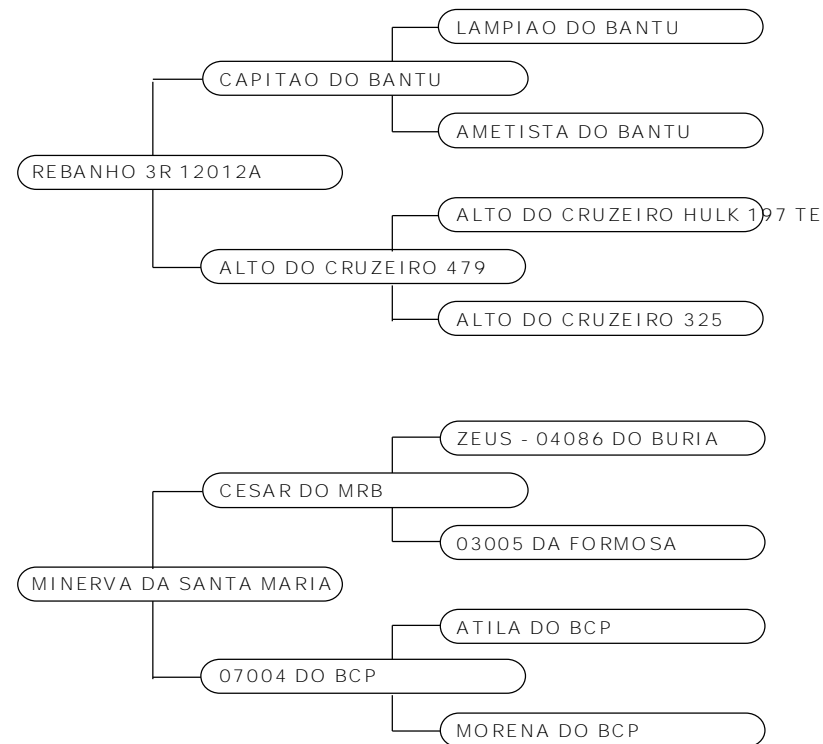 LAMPIAO DO BANTU
CAPITAO DO BANTU
AMETISTA DO BANTU
REBANHO 3R 12012A
ALTO DO CRUZEIRO HULK 197 TE
ALTO DO CRUZEIRO 479
ALTO DO CRUZEIRO 325
ZEUS - 04086 DO BURIA
CESAR DO MRB
03005 DA FORMOSA
MINERVA DA SANTA MARIA
ATILA DO BCP
07004 DO BCP
MORENA DO BCP